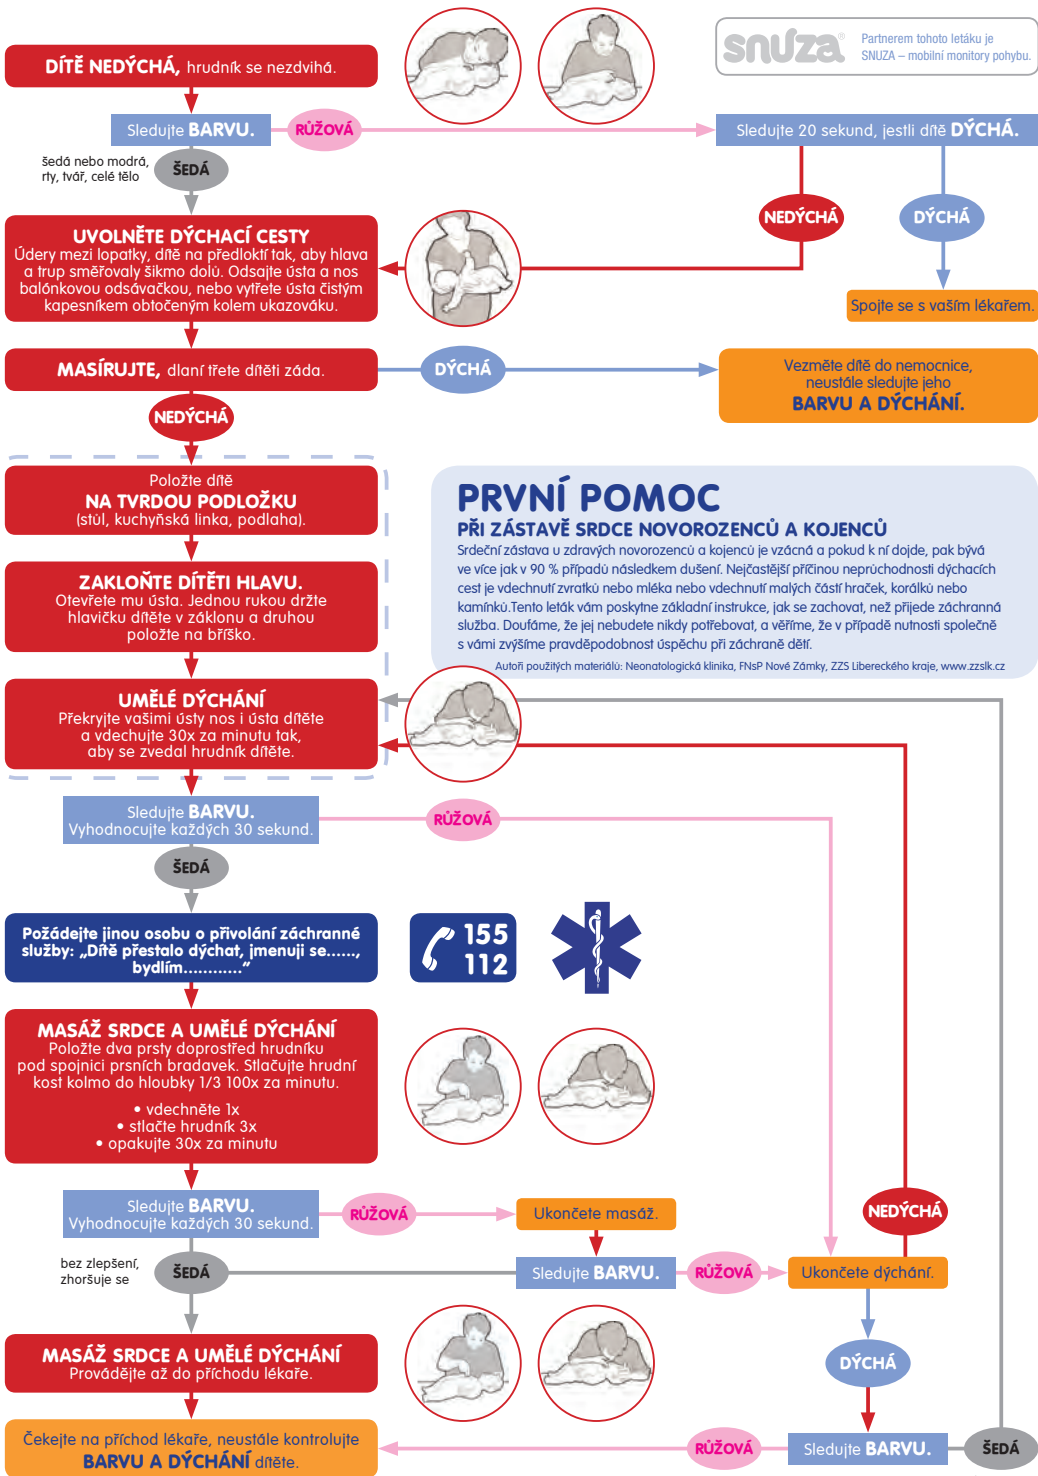 snuza®
Partnerem tohoto letáku je
SNUZA – mobilní monitory pohybu.
DÍTĚ NEDÝCHÁ, hrudník se nezdvihá.
Sledujte BARVU.
RŮŽOVÁ
Sledujte 20 sekund, jestli dítě DÝCHÁ.
šedá nebo modrá,
rty, tvář, celé tělo
ŠEDÁ
NEDÝCHÁ
DÝCHÁ
UVOLNĚTE DÝCHACÍ CESTY
Údery mezi lopatky, dítě na předloktí tak, aby hlava
a trup směřovaly šikmo dolů. Odsajte ústa a nos
balónkovou odsávačkou, nebo vytřete ústa čistým
kapesníkem obtočeným kolem ukazováku.
Spojte se s vaším lékařem.
MASÍRUJTE, dlaní třete dítěti záda.
DÝCHÁ
Vezměte dítě do nemocnice,
neustále sledujte jeho
BARVU A DÝCHÁNÍ.
NEDÝCHÁ
Položte dítě
NA TVRDOU PODLOŽKU
(stůl, kuchyňská linka, podlaha).
ZAKLOŇTE DÍTĚTI HLAVU.
Otevřete mu ústa. Jednou rukou držte
hlavičku dítěte v záklonu a druhou
položte na bříško.
PRVNÍ POMOC
PŘI ZÁSTAVĚ SRDCE NOVOROZENCŮ A KOJENCŮ
Srdeční zástava u zdravých novorozenců a kojenců je vzácná a pokud k ní dojde, pak bývá
ve více jak v 90 % případů následkem dušení. Nejčastější příčinou neprůchodnosti dýchacích
cest je vdechnutí zvratků nebo mléka nebo vdechnutí malých částí hraček, korálků nebo
kamínků.Tento leták vám poskytne základní instrukce, jak se zachovat, než přijede záchranná
služba. Doufáme, že jej nebudete nikdy potřebovat, a věříme, že v případě nutnosti společně
s vámi zvýšíme pravděpodobnost úspěchu při záchraně dětí.
Autoři použitých materiálů: Neonatologická klinika, FNsP Nové Zámky, ZZS Libereckého kraje, www.zzslk.cz
UMĚLÉ DÝCHÁNÍ
Překryjte vašimi ústy nos i ústa dítěte
a vdechujte 30x za minutu tak,
aby se zvedal hrudník dítěte.
Sledujte BARVU.
Vyhodnocujte každých 30 sekund.
RŮŽOVÁ
ŠEDÁ
Požádejte jinou osobu o přivolání záchranné
služby: „Dítě přestalo dýchat, jmenuji se......,
bydlím............“
155
112
MASÁŽ SRDCE A UMĚLÉ DÝCHÁNÍ
Položte dva prsty doprostřed hrudníku
pod spojnici prsních bradavek. Stlačujte hrudní
kost kolmo do hloubky 1/3 100x za minutu.
• vdechněte 1x
• stlačte hrudník 3x
• opakujte 30x za minutu
Sledujte BARVU.
Vyhodnocujte každých 30 sekund.
RŮŽOVÁ
Ukončete masáž.
NEDÝCHÁ
bez zlepšení,
zhoršuje se
ŠEDÁ
Sledujte BARVU.
RŮŽOVÁ
Ukončete dýchání.
MASÁŽ SRDCE A UMĚLÉ DÝCHÁNÍ
Provádějte až do příchodu lékaře.
DÝCHÁ
Čekejte na příchod lékaře, neustále kontrolujte
BARVU A DÝCHÁNÍ dítěte.
RŮŽOVÁ
Sledujte BARVU.
ŠEDÁ